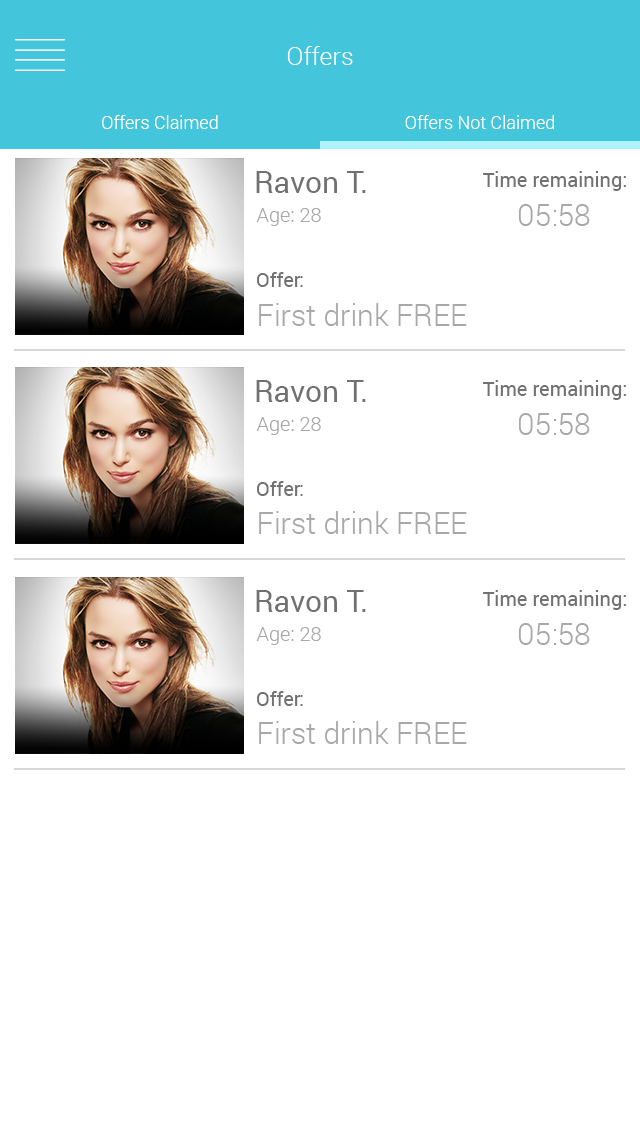 Offers
Offers Claimed
Offers Not Claimed
Ravon T.
Time remaining:
Age: 28
05:58
Offer:
First drink FREE
Ravon T.
Time remaining:
Age: 28
05:58
Offer:
First drink FREE
Ravon T.
Time remaining:
Age: 28
05:58
Offer:
First drink FREE